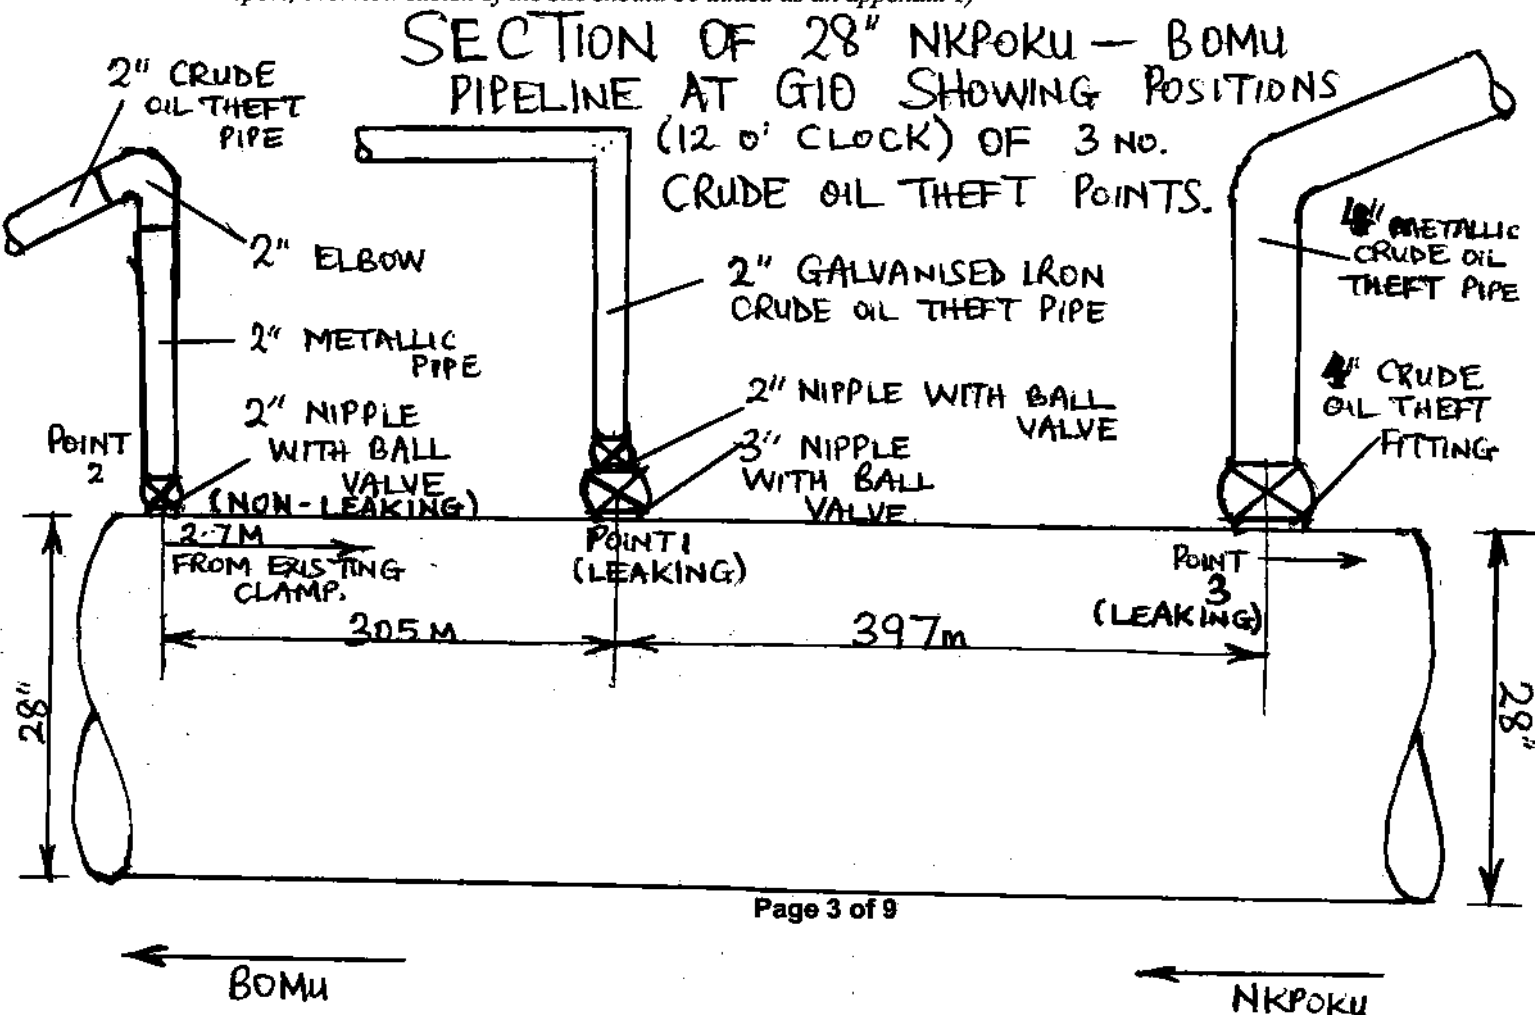 SECTION OF 28" NKPOKU — BOMU
PIPELINE AT GIO SHOWING POSITIONS
(12 O' CLOCK) OF 3 NO.
CRUDE OIL THEFT POINTS.
2" CRUDE
OIL THEFT
PIPE
2" ELBOW
2" METALLIC
PIPE
2" NIPPLE
WITH BALL
VALVE
(NON-LEAKING)
POINT
2
2" GALVANISED IRON
CRUDE OIL THEFT PIPE
2" NIPPLE WITH BALL
VALVE
3" NIPPLE
WITH BALL
VALVE
4" METALLIC
CRUDE OIL
THEFT PIPE
4" CRUDE
OIL THEFT
FITTING
2.7M
FROM EXISTING
CLAMP.
POINT 1
(LEAKING)
POINT
3
(LEAKING)
305M
397m
28"
28"
Page 3 of 9
BOMU
NKPOKU